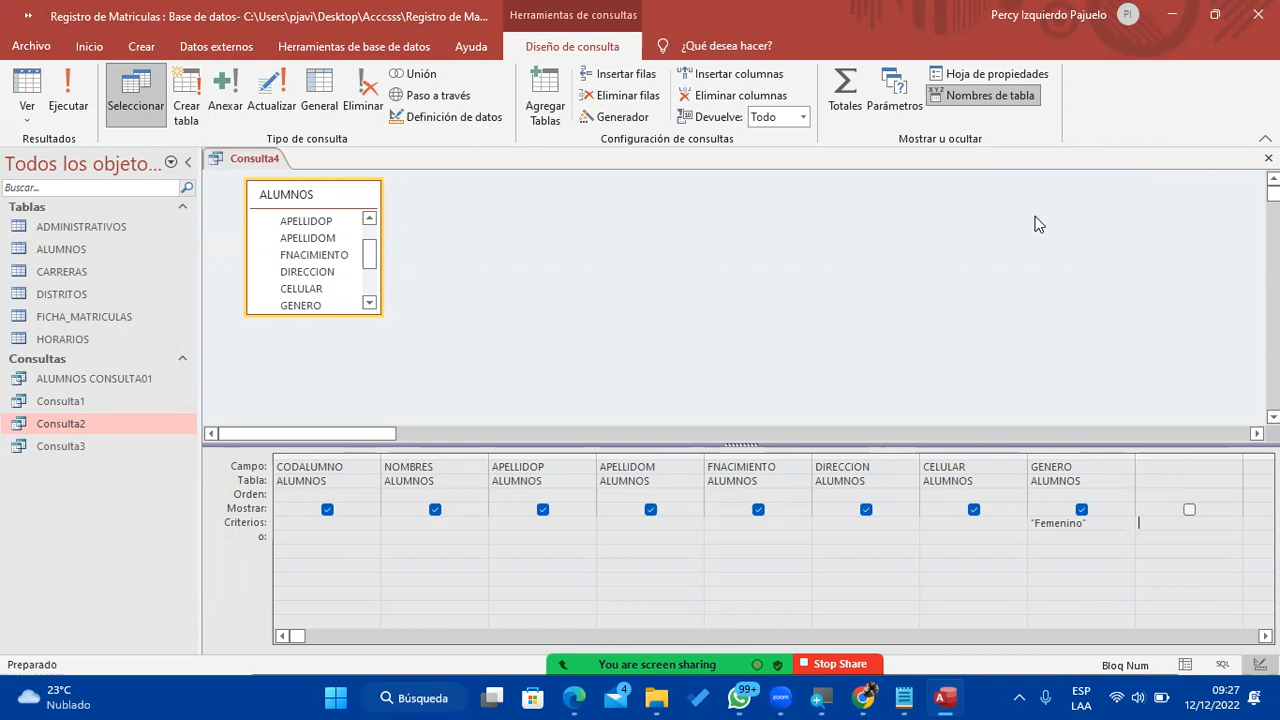 Registro de Matriculas : Base de datos- C:\Users\pjavi\Desktop\Acccsss\Registro de Ma...
Herramientas de consultas
Percy Izquierdo Pajuelo
PI
Archivo
Inicio
Crear
Datos externos
Herramientas de base de datos
Ayuda
Diseño de consulta
¿Qué desea hacer?
Ver
Ejecutar
Seleccionar
Crear tabla
Anexar
Actualizar
General
Eliminar
Unión
Paso a través
Definición de datos
Agregar Tablas
Insertar filas
Eliminar filas
Generador
Insertar columnas
Eliminar columnas
Devuelve: Todo
Totales
Parámetros
Hoja de propiedades
Nombres de tabla
Resultados
Tipo de consulta
Configuración de consultas
Mostrar u ocultar
Todos los objeto...
Buscar...
Tablas
ADMINISTRATIVOS
ALUMNOS
CARRERAS
DISTRITOS
FICHA_MATRICULAS
HORARIOS
Consultas
ALUMNOS CONSULTA01
Consulta1
Consulta2
Consulta3
Consulta4
ALUMNOS
APELLIDOP
APELLIDOM
FNACIMIENTO
DIRECCION
CELULAR
GENERO
Campo: CODALUMNO NOMBRES APELLIDOP APELLIDOM FNACIMIENTO DIRECCION CELULAR GENERO
Tabla: ALUMNOS ALUMNOS ALUMNOS ALUMNOS ALUMNOS ALUMNOS ALUMNOS ALUMNOS
Orden:
Mostrar:
Criterios: "Femenino"
o:
Preparado
You are screen sharing
Stop Share
Bloq Num
SQL
23°C
Nublado
Búsqueda
4
99+
zoom
ESP
LAA
09:27
12/12/2022